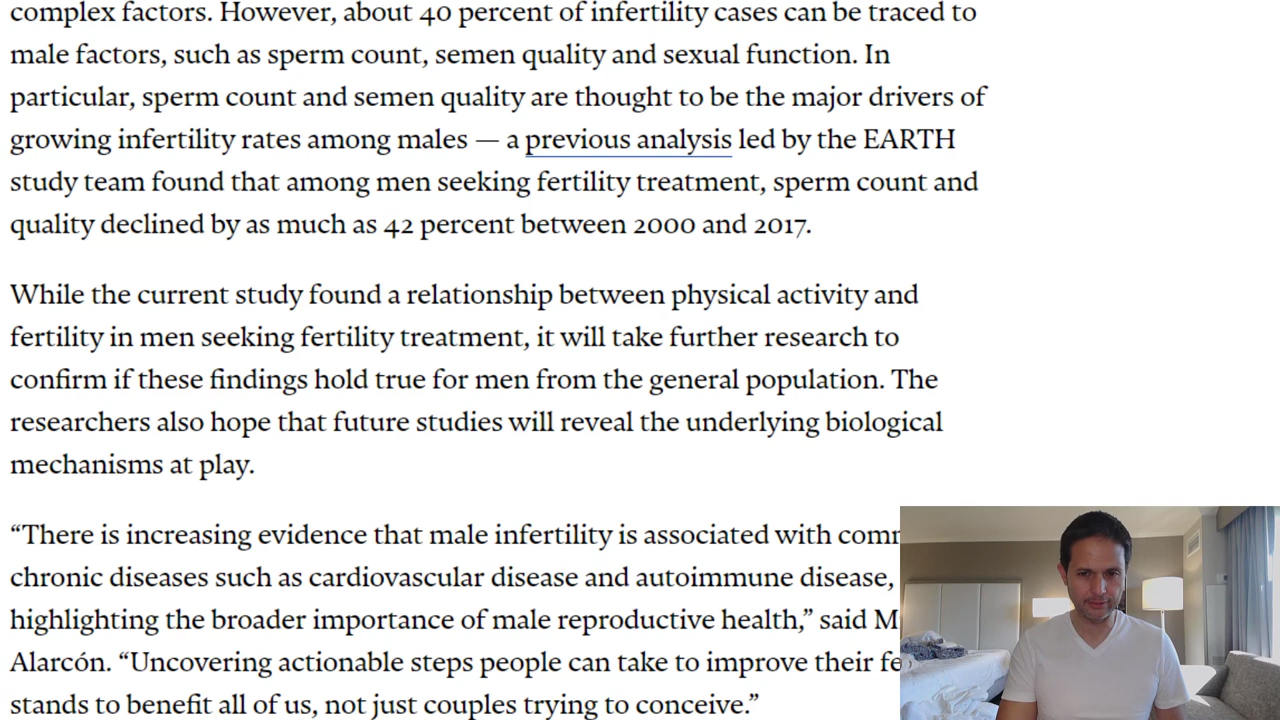 complex factors. However, about 40 percent of infertility cases can be traced to
male factors, such as sperm count, semen quality and sexual function. In
particular, sperm count and semen quality are thought to be the major drivers of
growing infertility rates among males — a previous analysis led by the EARTH
study team found that among men seeking fertility treatment, sperm count and
quality declined by as much as 42 percent between 2000 and 2017.
While the current study found a relationship between physical activity and
fertility in men seeking fertility treatment, it will take further research to
confirm if these findings hold true for men from the general population. The
researchers also hope that future studies will reveal the underlying biological
mechanisms at play.
“There is increasing evidence that male infertility is associated with
chronic diseases such as cardiovascular disease and autoimmune disease,
highlighting the broader importance of male reproductive health,” said
Alarcón. “Uncovering actionable steps people can take to improve their
stands to benefit all of us, not just couples trying to conceive.”